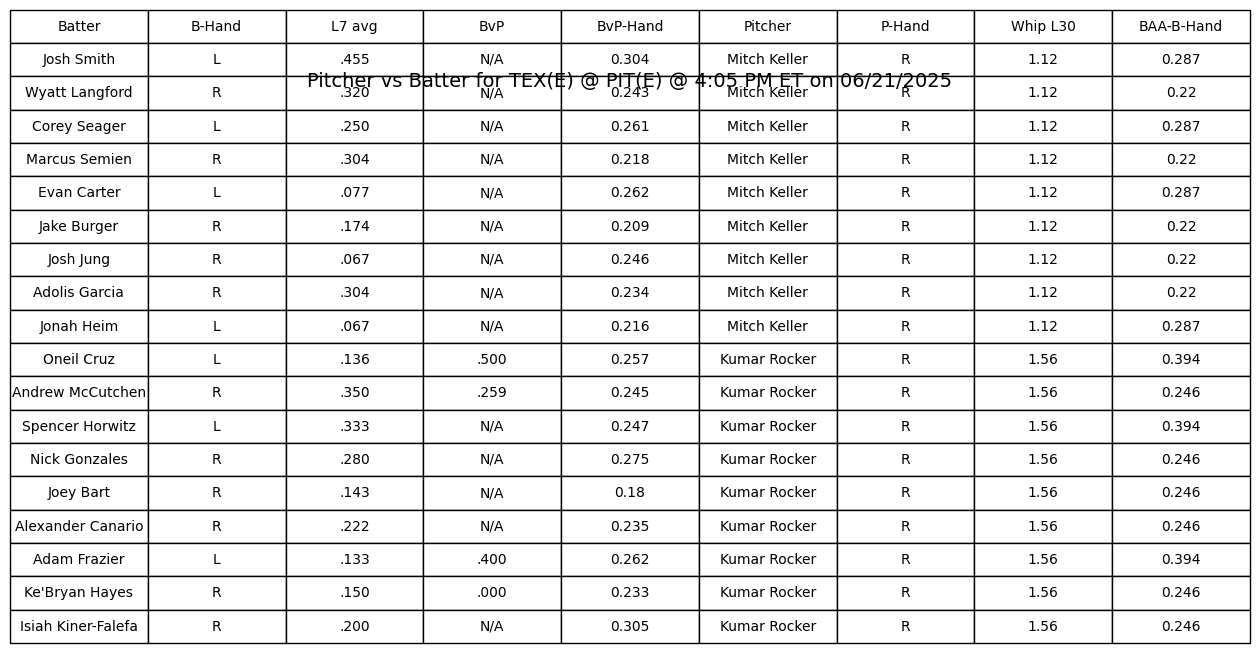 Batter B-Hand L7 avg BvP BvP-Hand Pitcher P-Hand Whip L30 BAA-B-Hand
Josh Smith L .455 N/A 0.304 Mitch Keller R 1.12 0.287
Pitcher vs Batter for TEX(E) @ PIT(E) @ 4:05 PM ET on 06/21/2025
Wyatt Langford R .320 N/A 0.243 Mitch Keller R 1.12 0.22
Corey Seager L .250 N/A 0.261 Mitch Keller R 1.12 0.287
Marcus Semien R .304 N/A 0.218 Mitch Keller R 1.12 0.22
Evan Carter L .077 N/A 0.262 Mitch Keller R 1.12 0.287
Jake Burger R .174 N/A 0.209 Mitch Keller R 1.12 0.22
Josh Jung R .067 N/A 0.246 Mitch Keller R 1.12 0.22
Adolis Garcia R .304 N/A 0.234 Mitch Keller R 1.12 0.22
Jonah Heim L .067 N/A 0.216 Mitch Keller R 1.12 0.287
Oneil Cruz L .136 .500 0.257 Kumar Rocker R 1.56 0.394
Andrew McCutchen R .350 .259 0.245 Kumar Rocker R 1.56 0.246
Spencer Horwitz L .333 N/A 0.247 Kumar Rocker R 1.56 0.394
Nick Gonzales R .280 N/A 0.275 Kumar Rocker R 1.56 0.246
Joey Bart R .143 N/A 0.18 Kumar Rocker R 1.56 0.246
Alexander Canario R .222 N/A 0.235 Kumar Rocker R 1.56 0.246
Adam Frazier L .133 .400 0.262 Kumar Rocker R 1.56 0.394
Ke'Bryan Hayes R .150 .000 0.233 Kumar Rocker R 1.56 0.246
Isiah Kiner-Falefa R .200 N/A 0.305 Kumar Rocker R 1.56 0.246